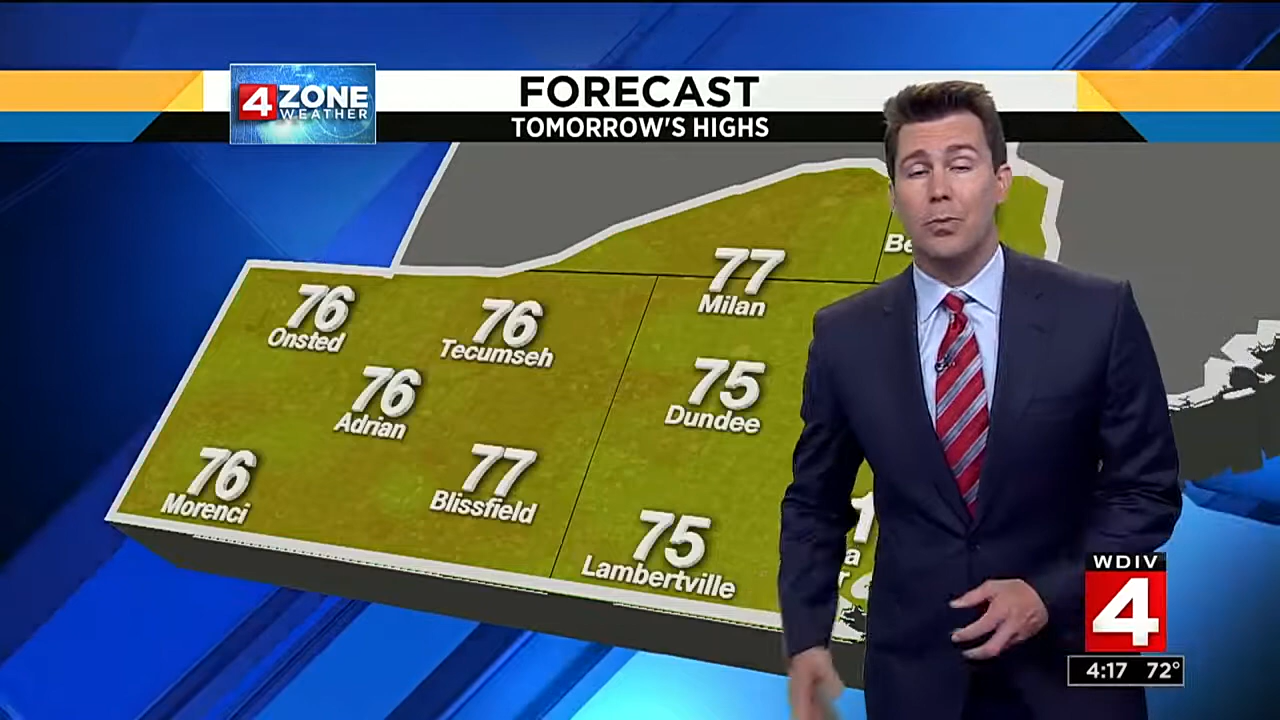 4 ZONE
WEATHER
FORECAST
TOMORROW'S HIGHS
77
Milan
76
Onsted
76
Tecumseh
76
Adrian
75
Dundee
76
Morenci
77
Blissfield
75
Lambertville
WDIV
4
4:17 72°